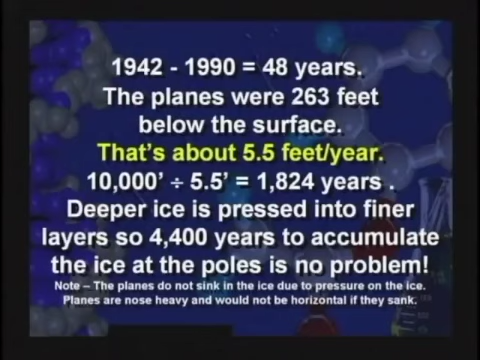 1942 - 1990 = 48 years.
The planes were 263 feet
below the surface.
That's about 5.5 feet/year.
10,000' ÷ 5.5' = 1,824 years .
Deeper ice is pressed into finer
layers so 4,400 years to accumulate
the ice at the poles is no problem!
Note – The planes do not sink in the ice due to pressure on the ice.
Planes are nose heavy and would not be horizontal if they sank.